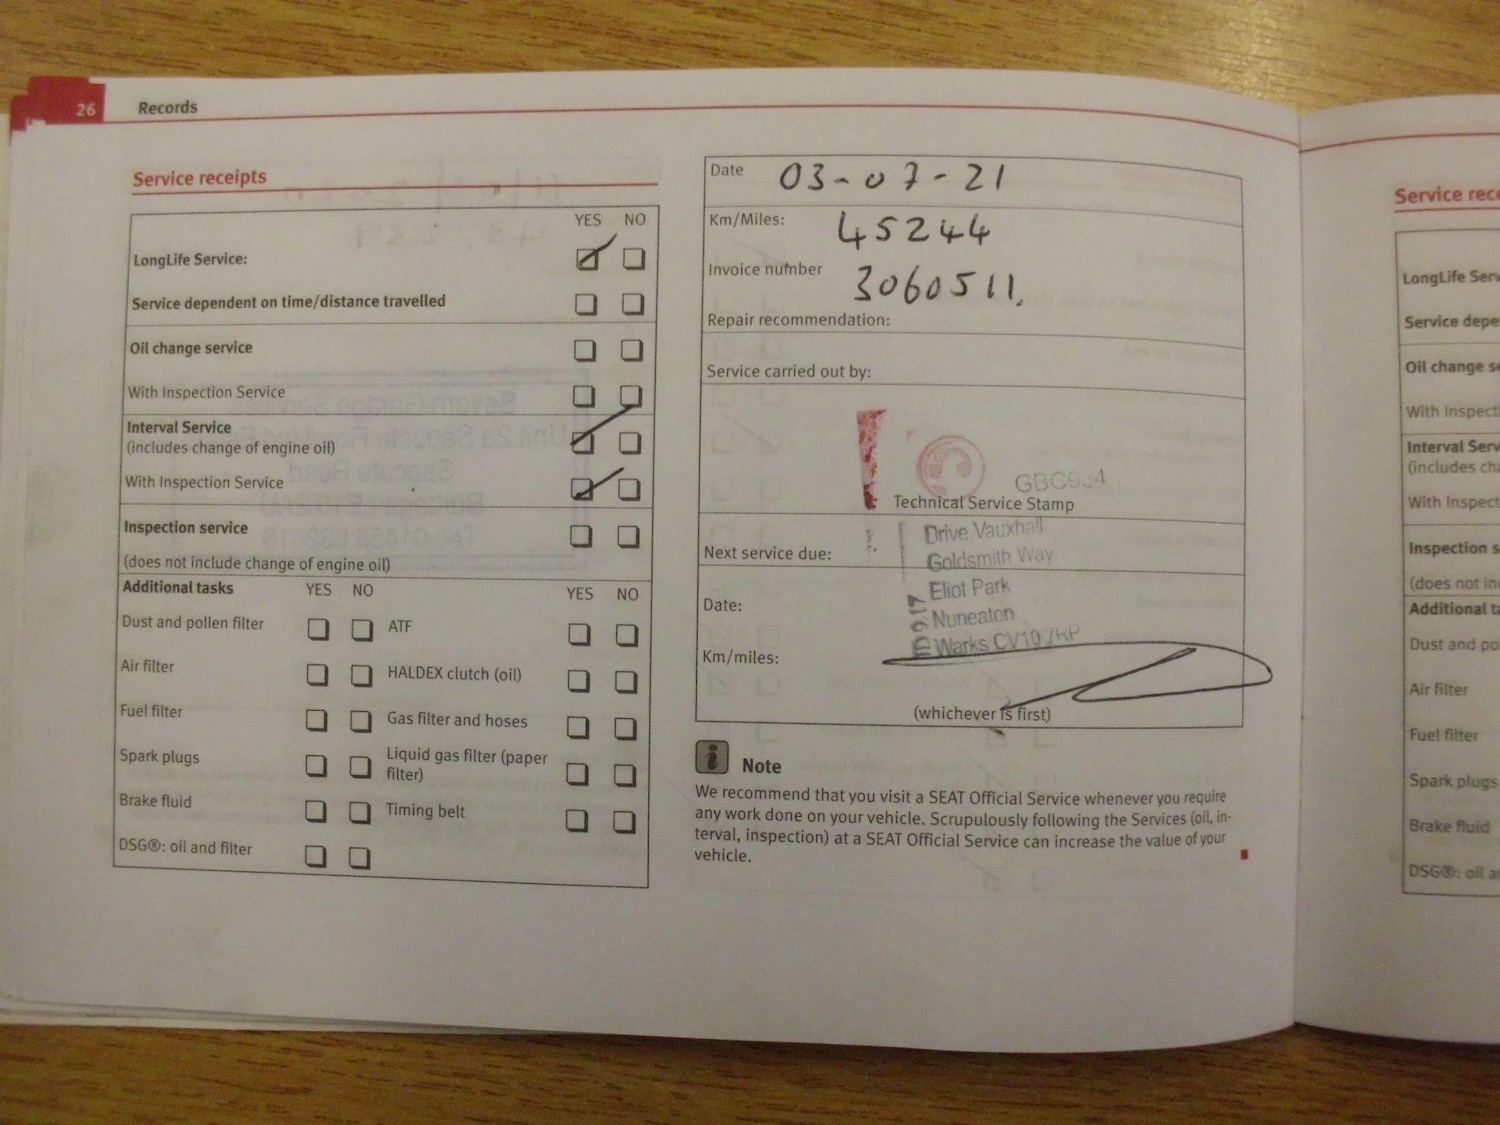 26 Records
Service receipts
YES NO
LongLife Service:
Service dependent on time/distance travelled
Oil change service
With Inspection Service
Interval Service
(includes change of engine oil)
With Inspection Service
Inspection service
(does not include change of engine oil)
Additional tasks YES NO YES NO
Dust and pollen filter ATF
Air filter HALDEX clutch (oil)
Fuel filter Gas filter and hoses
Spark plugs Liquid gas filter (paper
filter)
Brake fluid Timing belt
DSG®: oil and filter
Date 03-07-21
Km/Miles: 45244
Invoice number 3060511.
Repair recommendation:
Service carried out by:
GBC934
Technical Service Stamp
Drive Vauxhall
Next service due: Goldsmith Way
Eliot Park
Date: Nuneaton
Warks CV10 7RP
Km/miles:
(whichever is first)
i Note
We recommend that you visit a SEAT Official Service whenever you require
any work done on your vehicle. Scrupulously following the Services (oil, in-
terval, inspection) at a SEAT Official Service can increase the value of your
vehicle.
Service rece
LongLife Serv
Service depe
Oil change se
With Inspecti
Interval Serv
(includes cha
With Inspect
Inspection s
(does not in
Additional ta
Dust and po
Air filter
Fuel filter
Spark plugs
Brake fluid
DSG®: oil a